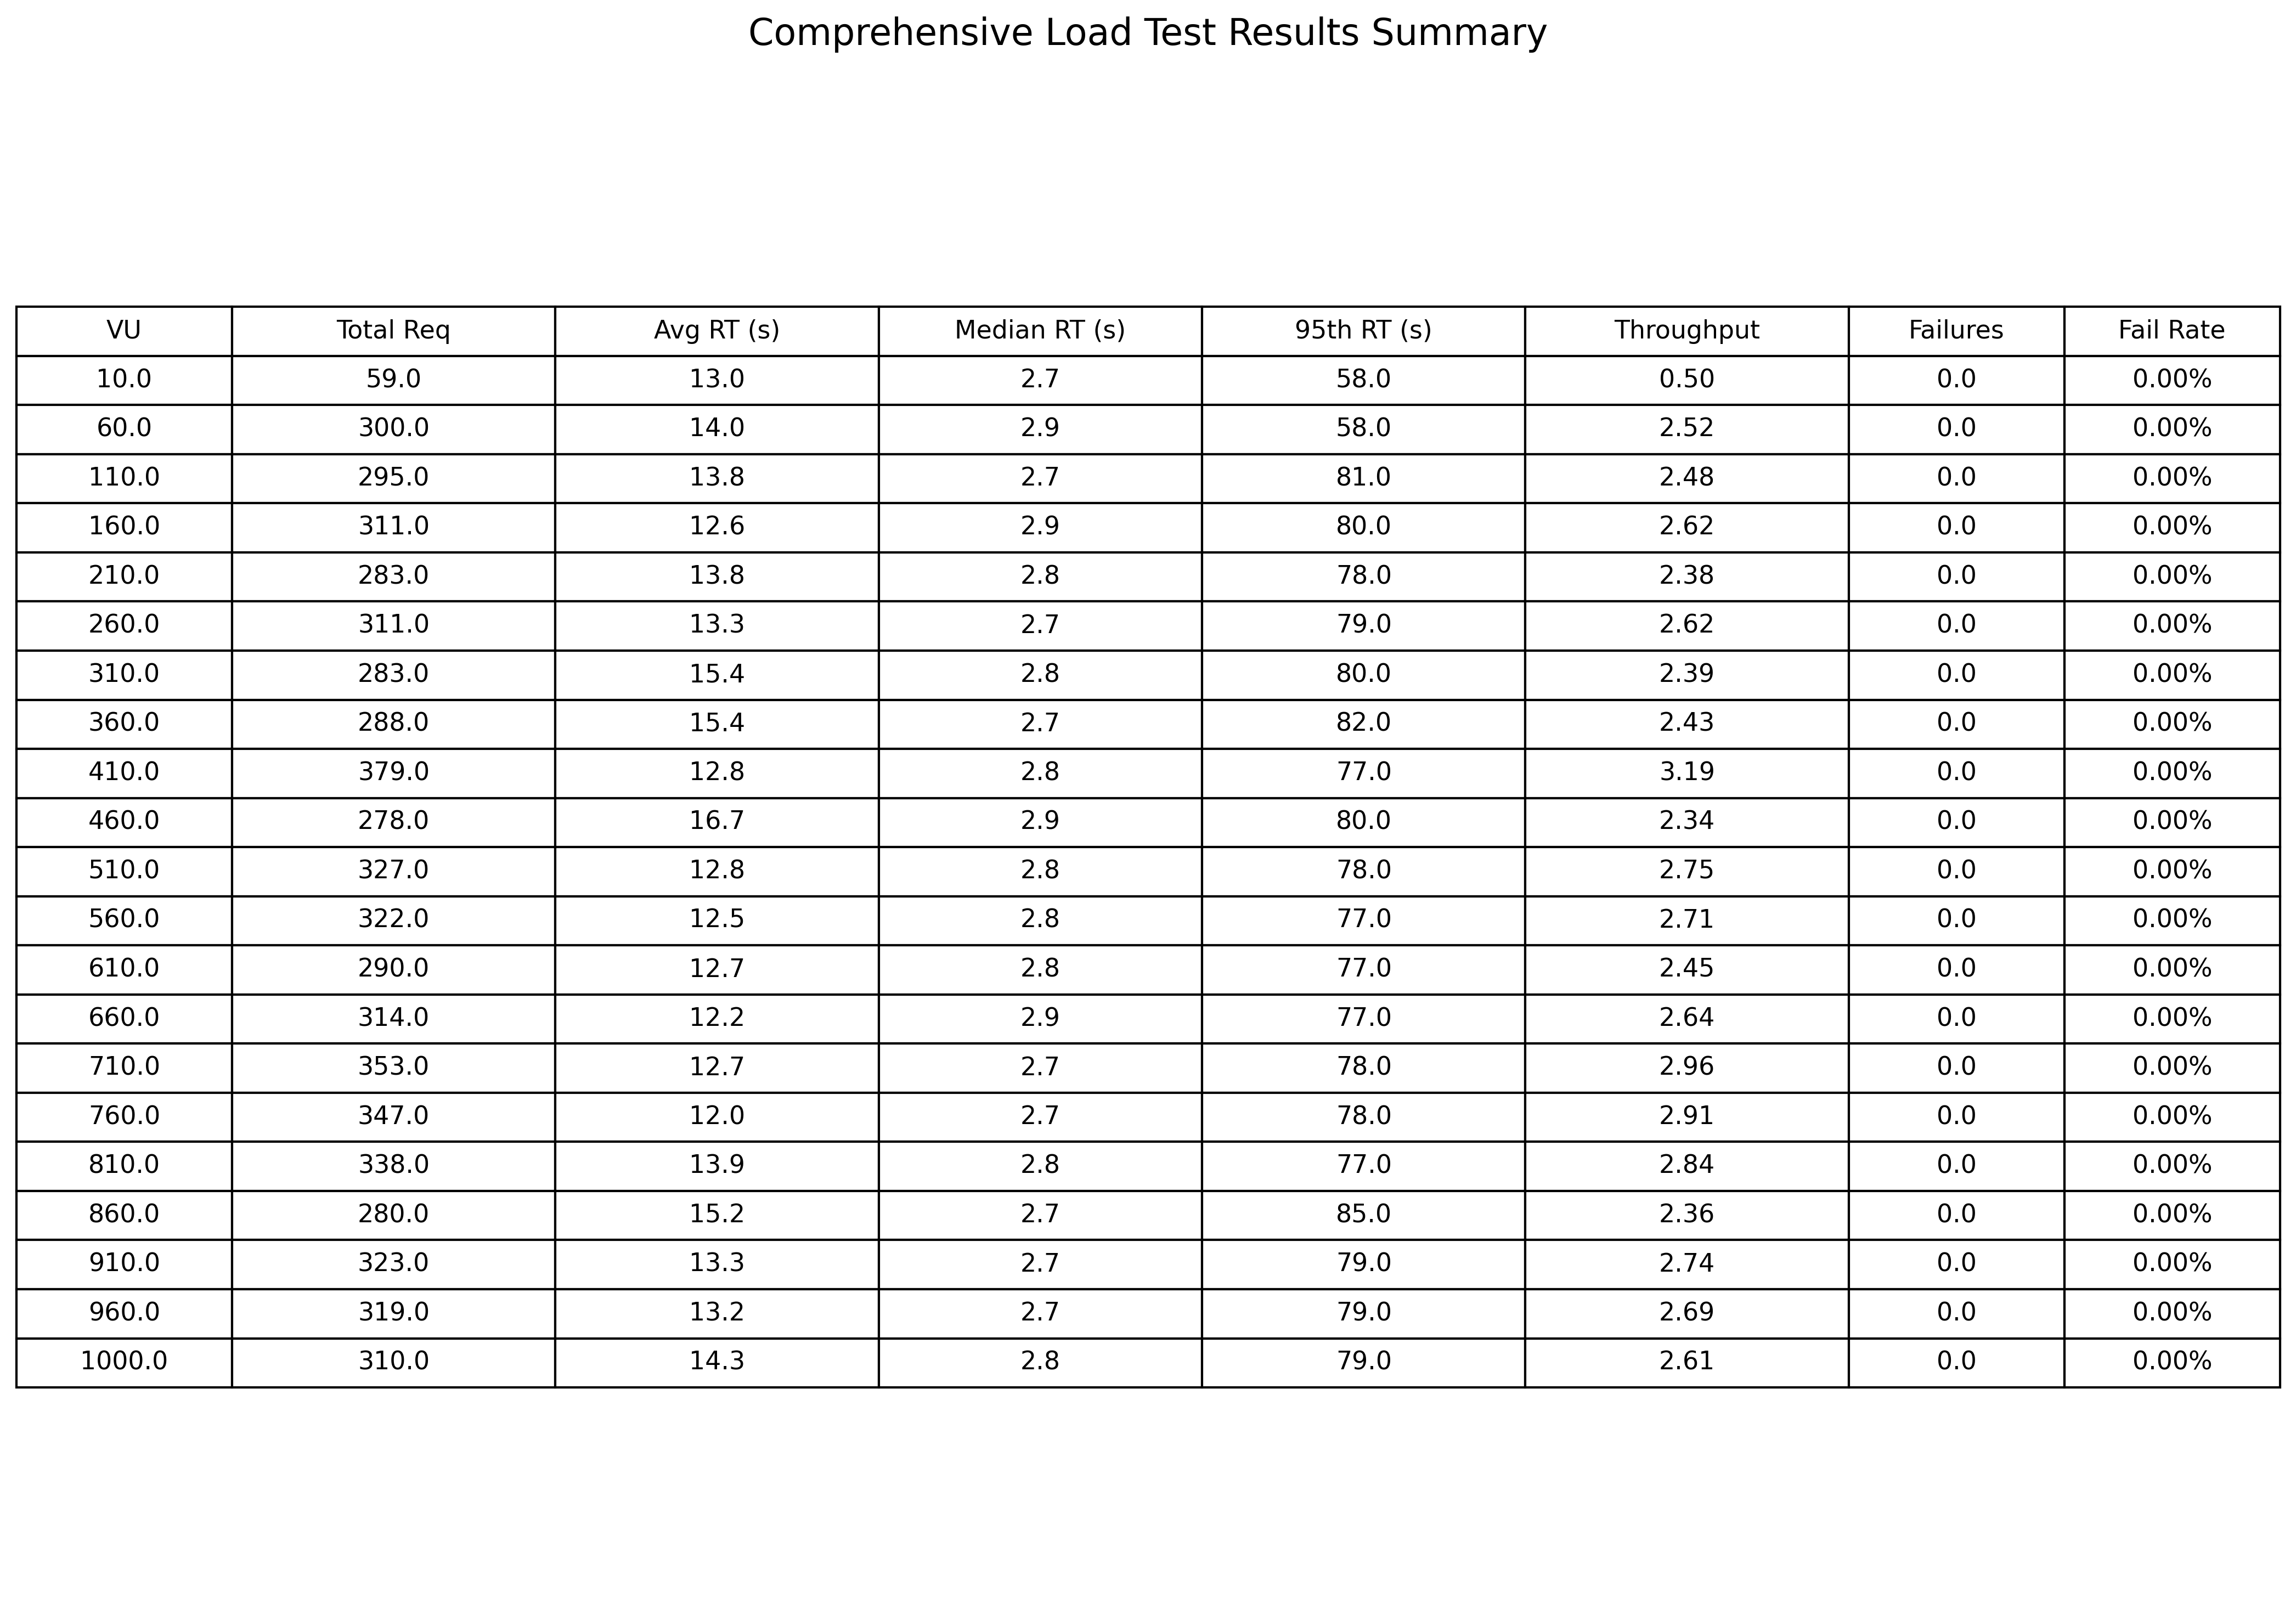 Comprehensive Load Test Results Summary
VU Total Req Avg RT (s) Median RT (s) 95th RT (s) Throughput Failures Fail Rate
10.0 59.0 13.0 2.7 58.0 0.50 0.0 0.00%
60.0 300.0 14.0 2.9 58.0 2.52 0.0 0.00%
110.0 295.0 13.8 2.7 81.0 2.48 0.0 0.00%
160.0 311.0 12.6 2.9 80.0 2.62 0.0 0.00%
210.0 283.0 13.8 2.8 78.0 2.38 0.0 0.00%
260.0 311.0 13.3 2.7 79.0 2.62 0.0 0.00%
310.0 283.0 15.4 2.8 80.0 2.39 0.0 0.00%
360.0 288.0 15.4 2.7 82.0 2.43 0.0 0.00%
410.0 379.0 12.8 2.8 77.0 3.19 0.0 0.00%
460.0 278.0 16.7 2.9 80.0 2.34 0.0 0.00%
510.0 327.0 12.8 2.8 78.0 2.75 0.0 0.00%
560.0 322.0 12.5 2.8 77.0 2.71 0.0 0.00%
610.0 290.0 12.7 2.8 77.0 2.45 0.0 0.00%
660.0 314.0 12.2 2.9 77.0 2.64 0.0 0.00%
710.0 353.0 12.7 2.7 78.0 2.96 0.0 0.00%
760.0 347.0 12.0 2.7 78.0 2.91 0.0 0.00%
810.0 338.0 13.9 2.8 77.0 2.84 0.0 0.00%
860.0 280.0 15.2 2.7 85.0 2.36 0.0 0.00%
910.0 323.0 13.3 2.7 79.0 2.74 0.0 0.00%
960.0 319.0 13.2 2.7 79.0 2.69 0.0 0.00%
1000.0 310.0 14.3 2.8 79.0 2.61 0.0 0.00%